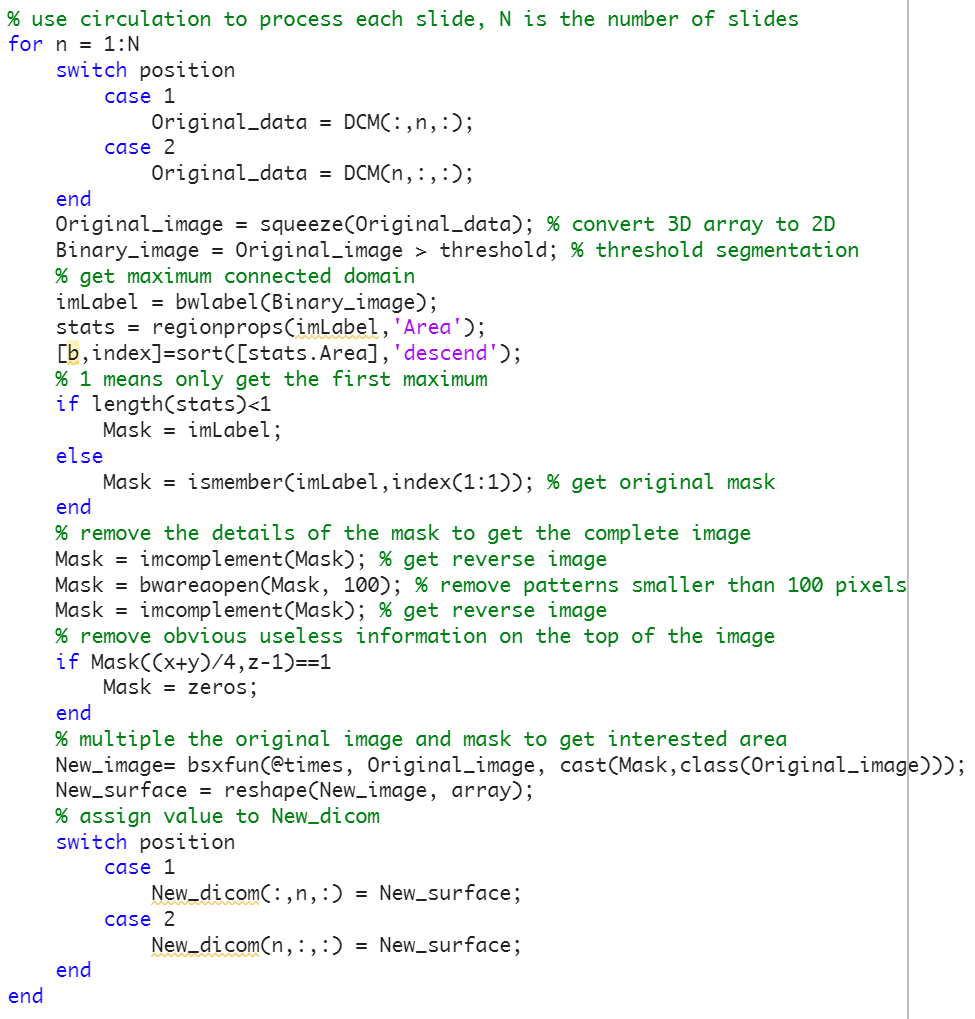 % use circulation to process each slide, N is the number of slides
for n = 1:N
    switch position
        case 1
            Original_data = DCM(:,n,:);
        case 2
            Original_data = DCM(n,:,:);
    end
    Original_image = squeeze(Original_data); % convert 3D array to 2D
    Binary_image = Original_image > threshold; % threshold segmentation
    % get maximum connected domain
    imLabel = bwlabel(Binary_image);
    stats = regionprops(imLabel,'Area');
    [b,index]=sort([stats.Area],'descend');
    % 1 means only get the first maximum
    if length(stats)<1
        Mask = imLabel;
    else
        Mask = ismember(imLabel,index(1:1)); % get original mask
    end
    % remove the details of the mask to get the complete image
    Mask = imcomplement(Mask); % get reverse image
    Mask = bwareaopen(Mask, 100); % remove patterns smaller than 100 pixels
    Mask = imcomplement(Mask); % get reverse image
    % remove obvious useless information on the top of the image
    if Mask((x+y)/4,z-1)==1
        Mask = zeros;
    end
    % multiple the original image and mask to get interested area
    New_image= bsxfun(@times, Original_image, cast(Mask,class(Original_image)));
    New_surface = reshape(New_image, array);
    % assign value to New_dicom
    switch position
        case 1
            New_dicom(:,n,:) = New_surface;
        case 2
            New_dicom(n,:,:) = New_surface;
    end
end